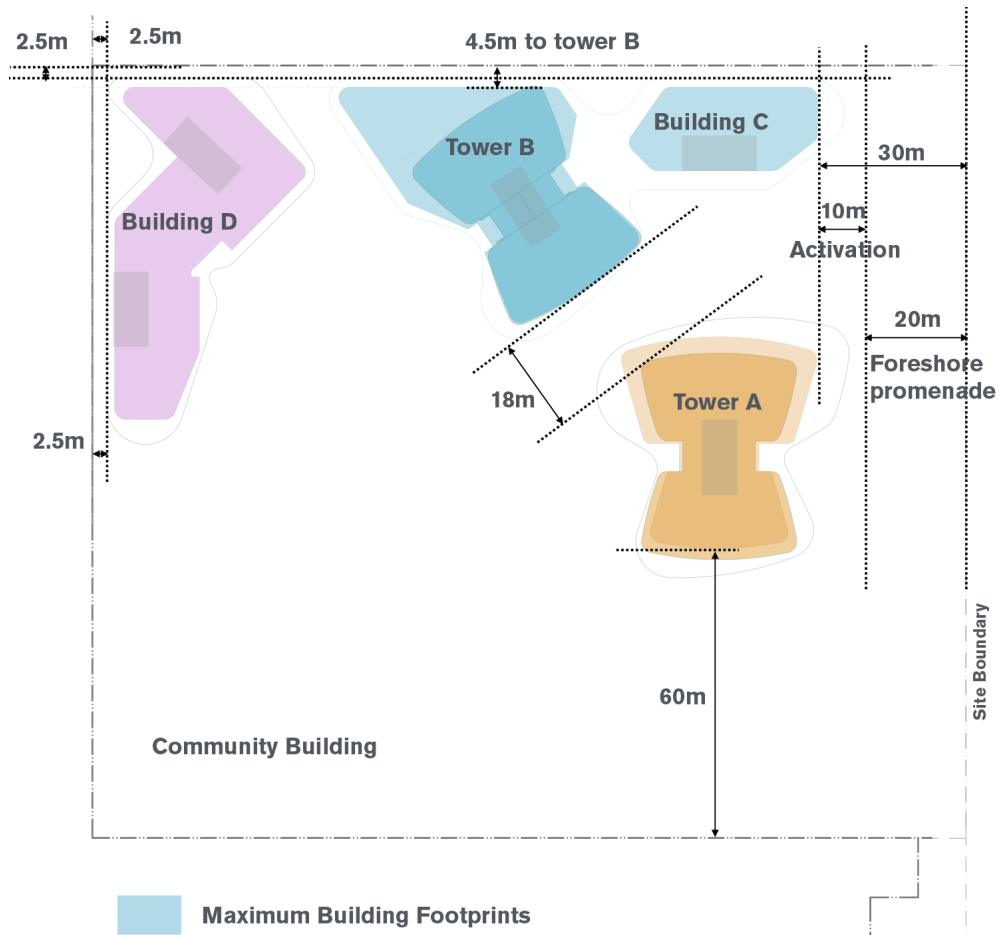 2.5m
2.5m
4.5m to tower B
Building C
Tower B
30m
Building D
10m
Activation
20m
Foreshore
promenade
18m
Tower A
2.5m
60m
Site Boundary
Community Building
Maximum Building Footprints